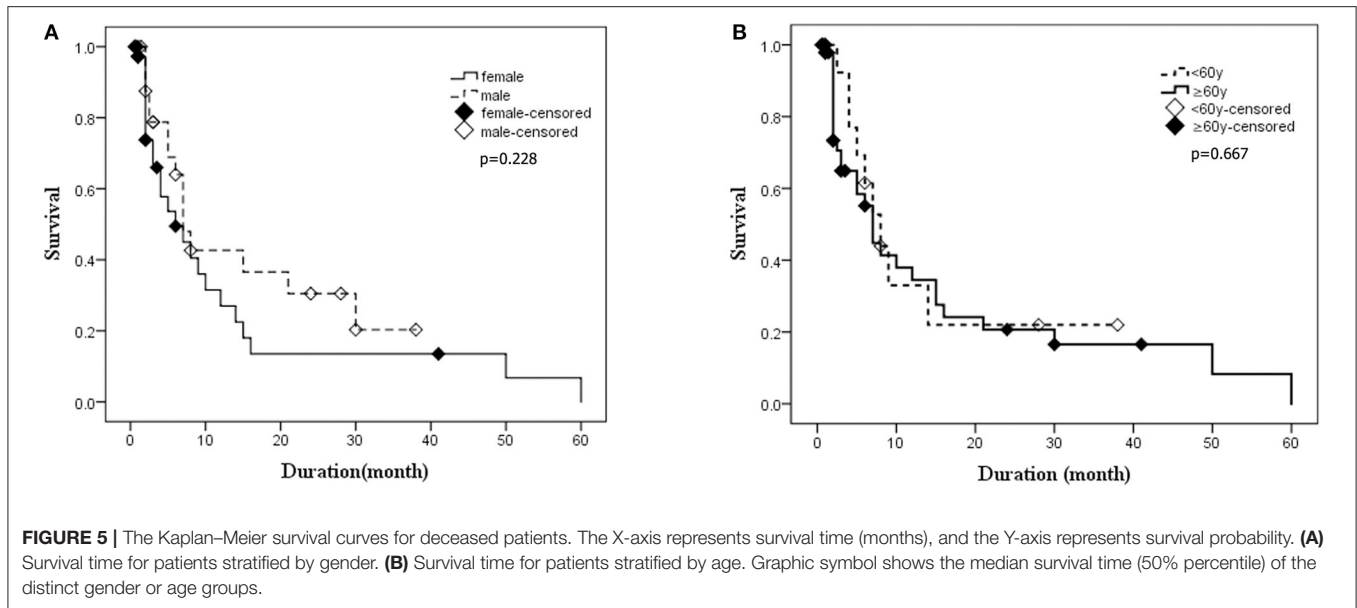 A
1.0
0.8
0.6
0.4
0.2
0.0
Survival
female
male
female-censored
male-censored
p=0.228
0 10 20 30 40 50 60
Duration(month)
B
1.0
0.8
0.6
0.4
0.2
0.0
Survival
<60y
≥60y
<60y-censored
≥60y-censored
p=0.667
0 10 20 30 40 50 60
Duration (month)
FIGURE 5 | The Kaplan–Meier survival curves for deceased patients. The X-axis represents survival time (months), and the Y-axis represents survival probability. (A)
Survival time for patients stratified by gender. (B) Survival time for patients stratified by age. Graphic symbol shows the median survival time (50% percentile) of the
distinct gender or age groups.